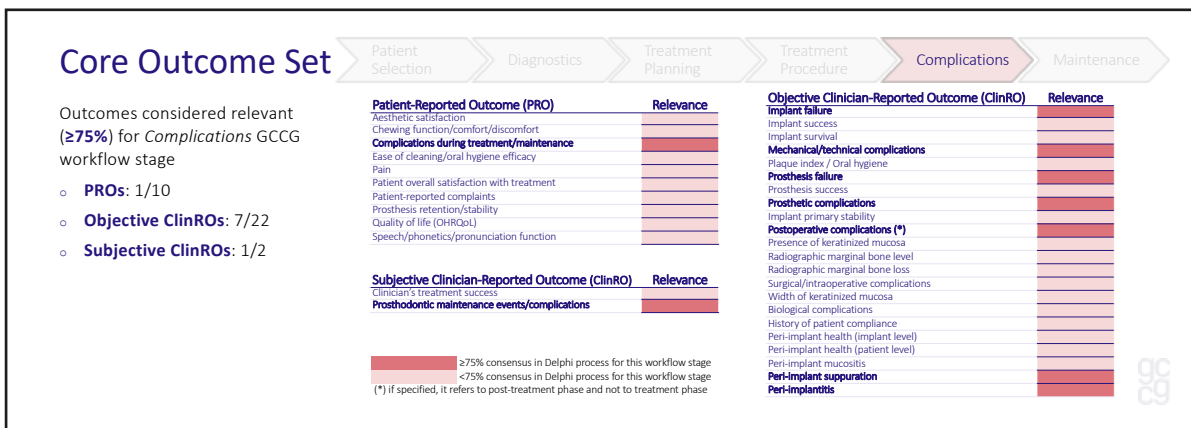 Core Outcome Set
Patient
Selection
Diagnostics
Treatment
Planning
Treatment
Procedure
Complications
Maintenance
Outcomes considered relevant
(≥75%) for Complications GCCG
workflow stage
○ PROs: 1/10
○ Objective ClinROs: 7/22
○ Subjective ClinROs: 1/2
Patient-Reported Outcome (PRO) Relevance
Aesthetic satisfaction
Chewing function/comfort/discomfort
Complications during treatment/maintenance
Ease of cleaning/oral hygiene efficacy
Pain
Patient overall satisfaction with treatment
Patient-reported complaints
Prosthesis retention/stability
Quality of life (OHRQoL)
Speech/phonetics/pronunciation function
Subjective Clinician-Reported Outcome (ClinRO) Relevance
Clinician's treatment success
Prosthodontic maintenance events/complications
≥75% consensus in Delphi process for this workflow stage
<75% consensus in Delphi process for this workflow stage
(*) if specified, it refers to post-treatment phase and not to treatment phase
Objective Clinician-Reported Outcome (ClinRO) Relevance
Implant failure
Implant success
Implant survival
Mechanical/technical complications
Plaque index / Oral hygiene
Prosthesis failure
Prosthesis success
Prosthetic complications
Implant primary stability
Postoperative complications (*)
Presence of keratinized mucosa
Radiographic marginal bone level
Radiographic marginal bone loss
Surgical/intraoperative complications
Width of keratinized mucosa
Biological complications
History of patient compliance
Peri-implant health (implant level)
Peri-implant health (patient level)
Peri-implant mucositis
Peri-implant suppuration
Peri-implantitis
gc
cg